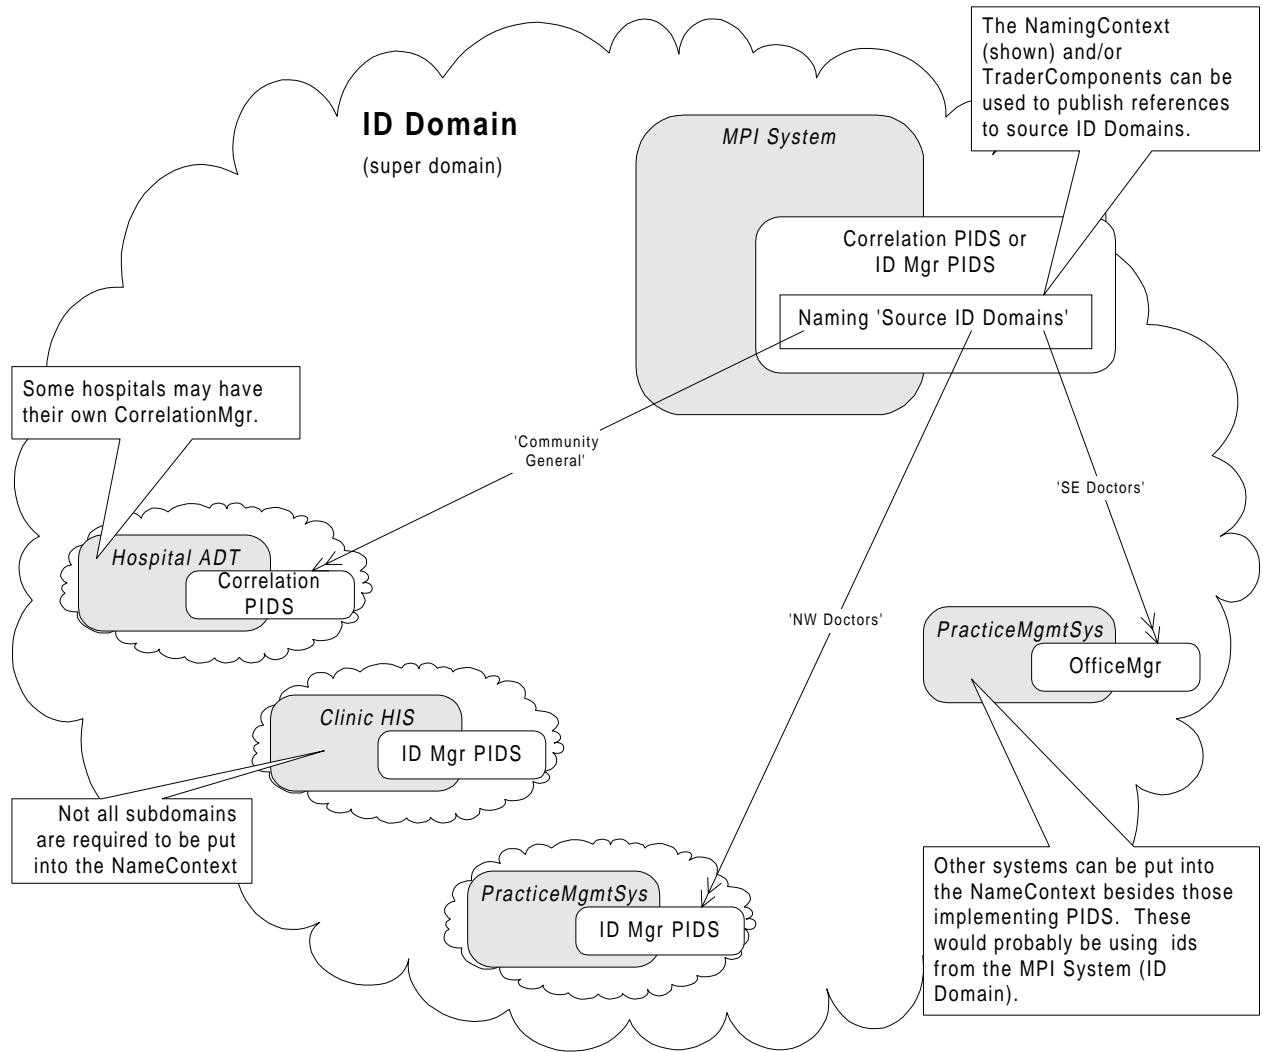 The NamingContext
(shown) and/or
TraderComponents can be
used to publish references
to source ID Domains.
ID Domain
(super domain)
MPI System
Correlation PIDS or
ID Mgr PIDS
Naming 'Source ID Domains'
Some hospitals may have
their own CorrelationMgr.
'Community
General'
'SE Doctors'
Hospital ADT
Correlation
PIDS
'NW Doctors'
PracticeMgmtSys
OfficeMgr
Clinic HIS
ID Mgr PIDS
Not all subdomains
are required to be put
into the NameContext
PracticeMgmtSys
ID Mgr PIDS
Other systems can be put into
the NameContext besides those
implementing PIDS.  These
would probably be using  ids
from the MPI System (ID
Domain).